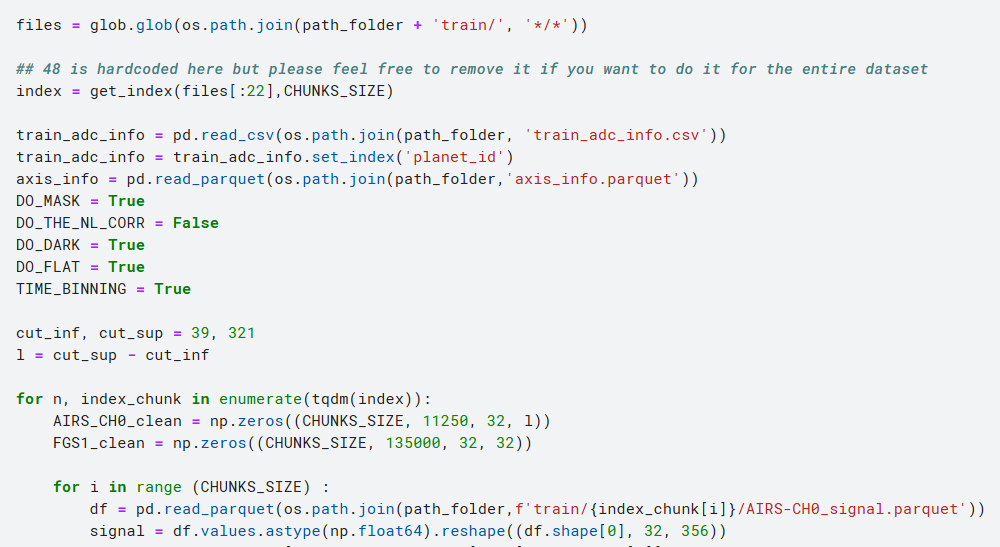 files = glob.glob(os.path.join(path_folder + 'train/', '*/*'))
## 48 is hardcoded here but please feel free to remove it if you want to do it for the entire dataset
index = get_index(files[:22],CHUNKS_SIZE)
train_adc_info = pd.read_csv(os.path.join(path_folder, 'train_adc_info.csv'))
train_adc_info = train_adc_info.set_index('planet_id')
axis_info = pd.read_parquet(os.path.join(path_folder,'axis_info.parquet'))
DO_MASK = True
DO_THE_NL_CORR = False
DO_DARK = True
DO_FLAT = True
TIME_BINNING = True
cut_inf, cut_sup = 39, 321
l = cut_sup - cut_inf
for n, index_chunk in enumerate(tqdm(index)):
    AIRS_CH0_clean = np.zeros((CHUNKS_SIZE, 11250, 32, l))
    FGS1_clean = np.zeros((CHUNKS_SIZE, 135000, 32, 32))
    for i in range (CHUNKS_SIZE) :
        df = pd.read_parquet(os.path.join(path_folder,f'train/{index_chunk[i]}/AIRS-CH0_signal.parquet'))
        signal = df.values.astype(np.float64).reshape((df.shape[0], 32, 356))